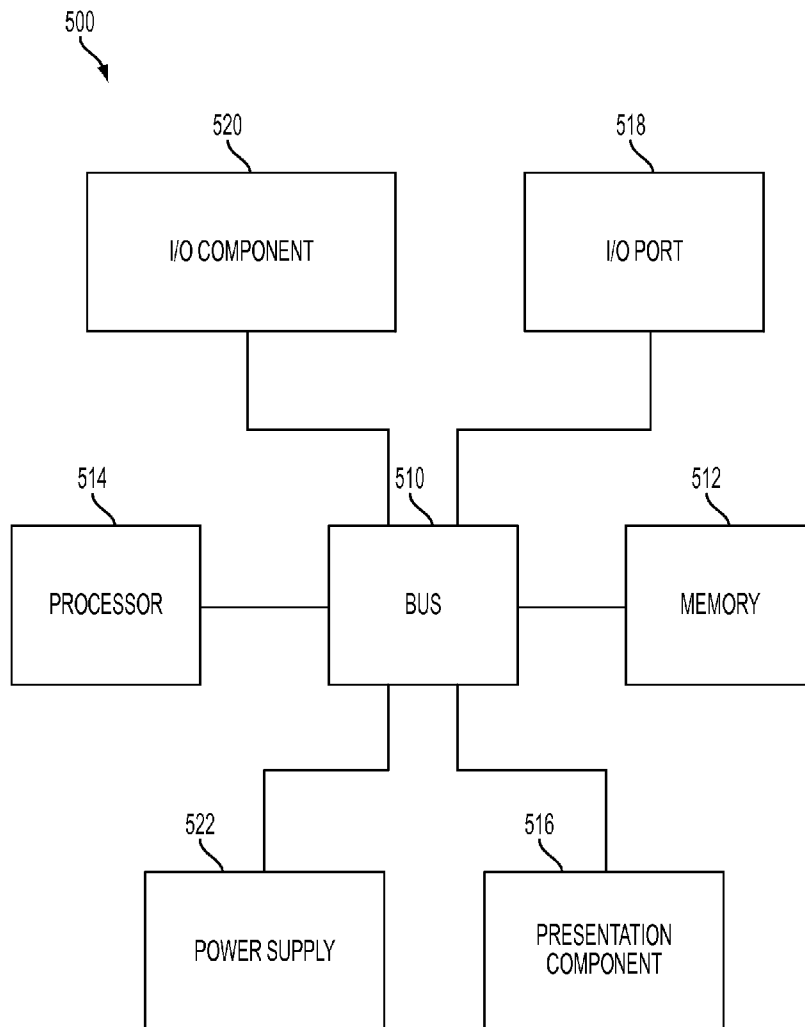 500
520
518
I/O COMPONENT
I/O PORT
514
510
512
PROCESSOR
BUS
MEMORY
522
516
POWER SUPPLY
PRESENTATION
COMPONENT